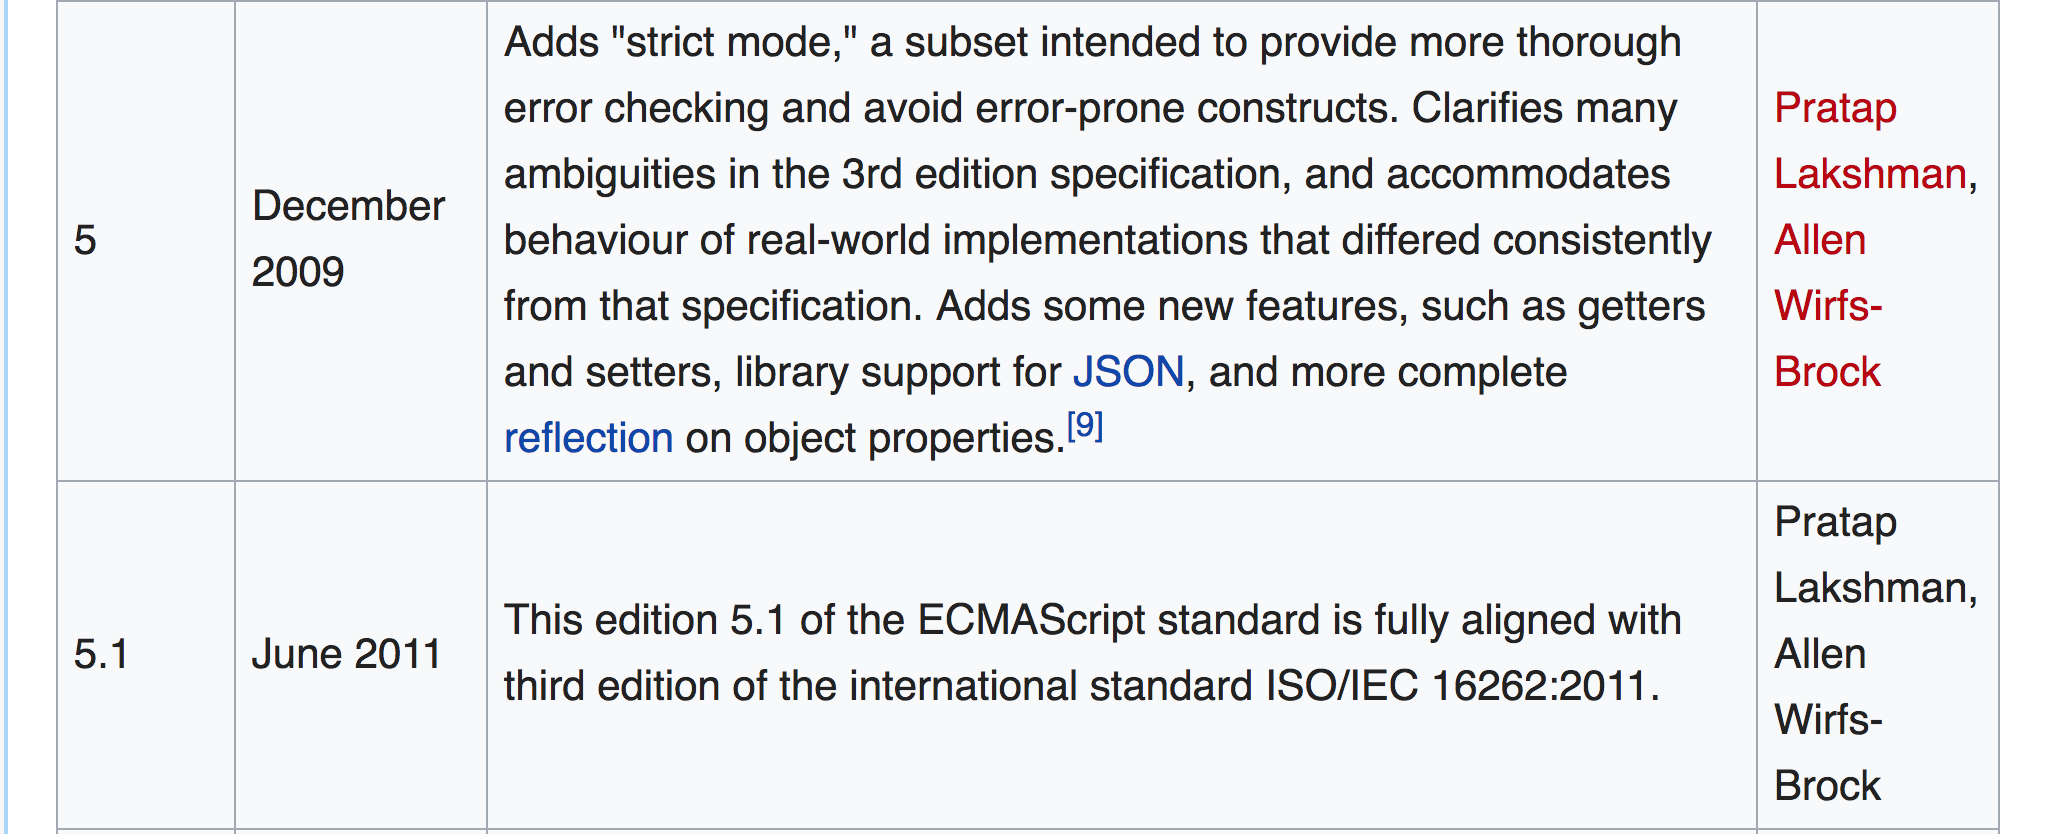 5
December
2009
Adds "strict mode," a subset intended to provide more thorough
error checking and avoid error-prone constructs. Clarifies many
ambiguities in the 3rd edition specification, and accommodates
behaviour of real-world implementations that differed consistently
from that specification. Adds some new features, such as getters
and setters, library support for JSON, and more complete
reflection on object properties.[9]
Pratap
Lakshman,
Allen
Wirfs-
Brock
5.1
June 2011
This edition 5.1 of the ECMAScript standard is fully aligned with
third edition of the international standard ISO/IEC 16262:2011.
Pratap
Lakshman,
Allen
Wirfs-
Brock